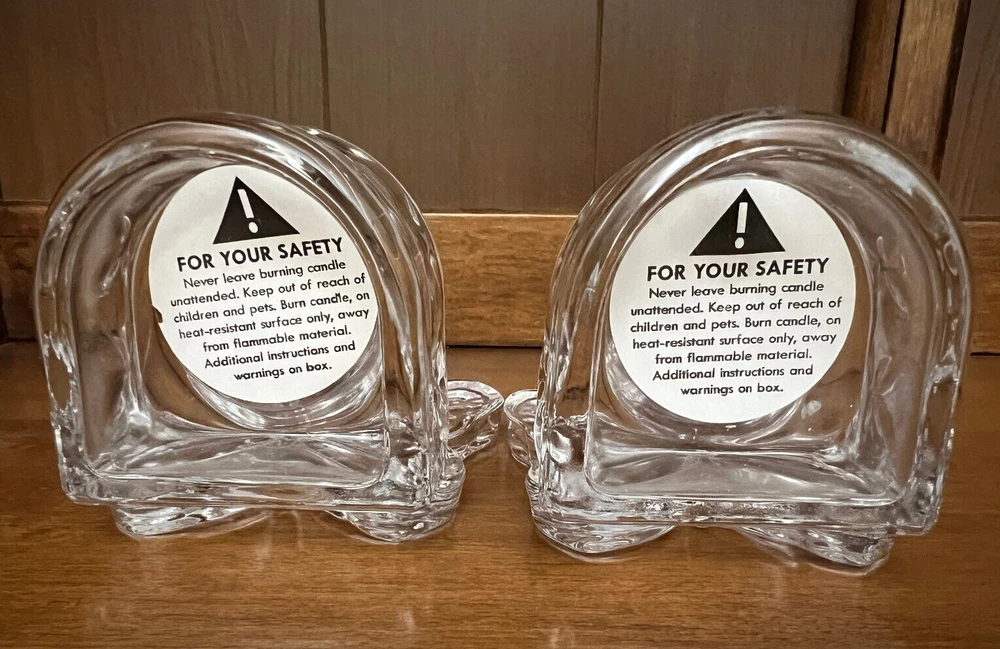 !
FOR YOUR SAFETY
Never leave burning candle
unattended. Keep out of reach of
children and pets. Burn candle, on
heat-resistant surface only, away
from flammable material.
Additional instructions and
warnings on box.
!
FOR YOUR SAFETY
Never leave burning candle
unattended. Keep out of reach of
children and pets. Burn candle, on
heat-resistant surface only, away
from flammable material.
Additional instructions and
warnings on box.